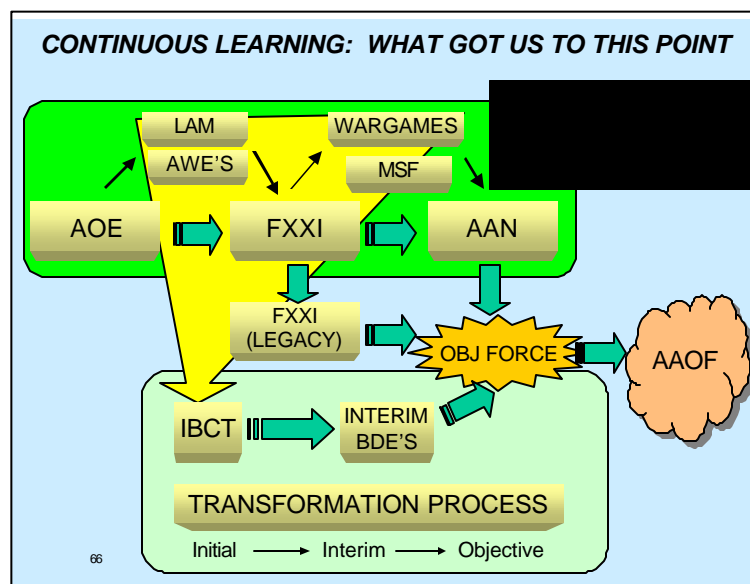 CONTINUOUS LEARNING: WHAT GOT US TO THIS POINT
LAM
WARGAMES
AWE'S
MSF
AOE
FXXI
AAN
FXXI
(LEGACY)
OBJ FORCE
AAOF
IBCT
INTERIM
BDE'S
TRANSFORMATION PROCESS
Initial
Interim
Objective
66